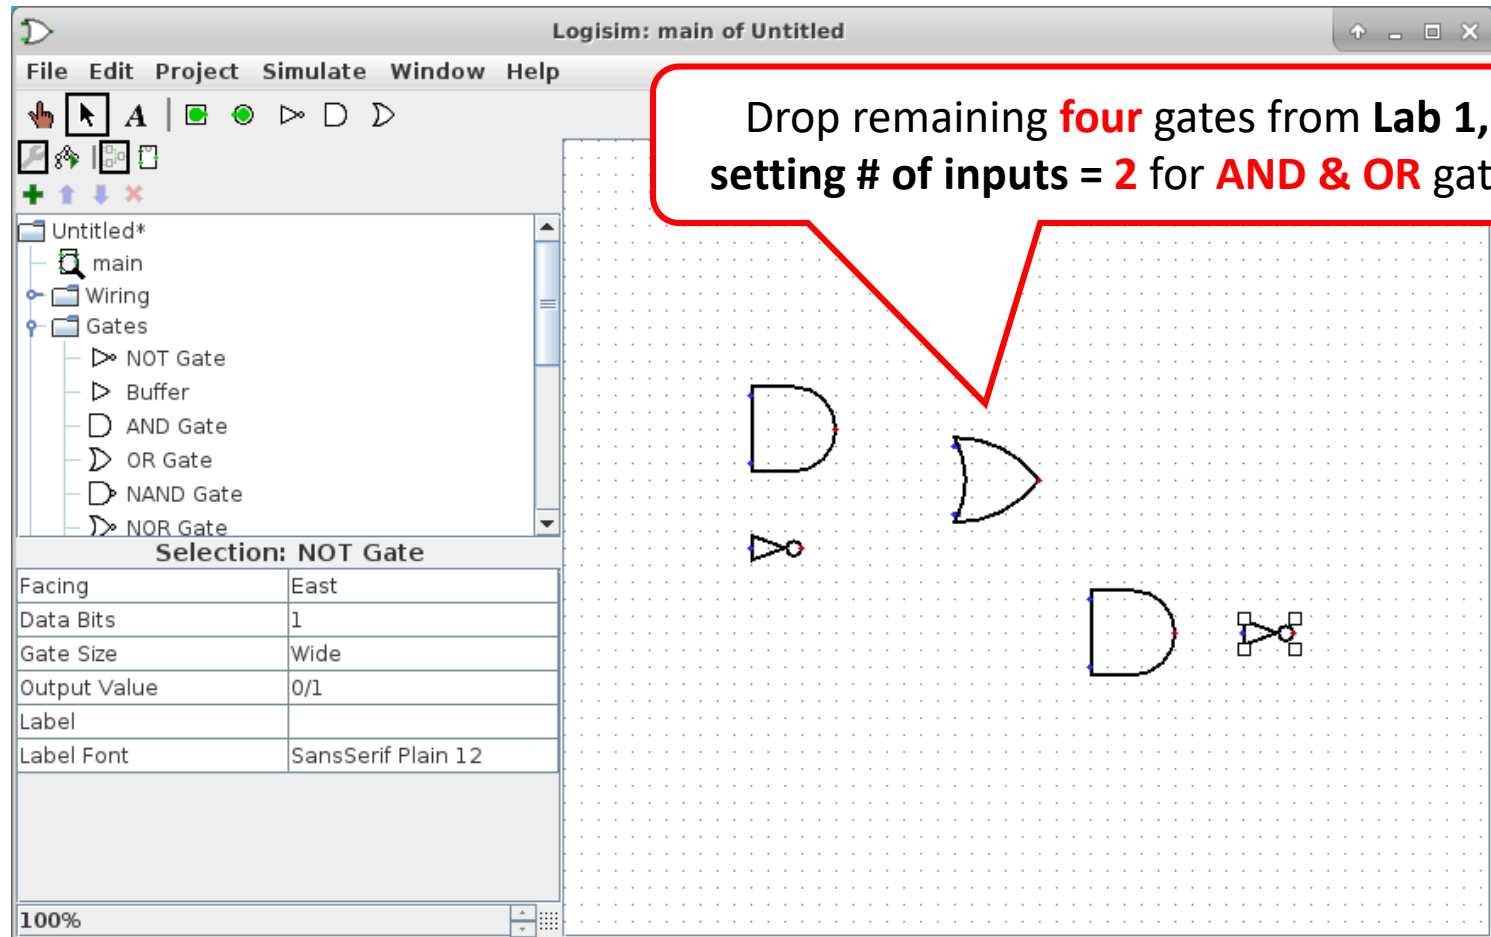 Logisim: main of Untitled
File Edit Project Simulate Window Help
A
Drop remaining four gates from Lab 1,
setting # of inputs = 2 for AND & OR
Untitled*
main
Wiring
Gates
NOT Gate
Buffer
AND Gate
OR Gate
NAND Gate
NOR Gate
Selection: NOT Gate
Facing East
Data Bits 1
Gate Size Wide
Output Value 0/1
Label
Label Font SansSerif Plain 12
100%